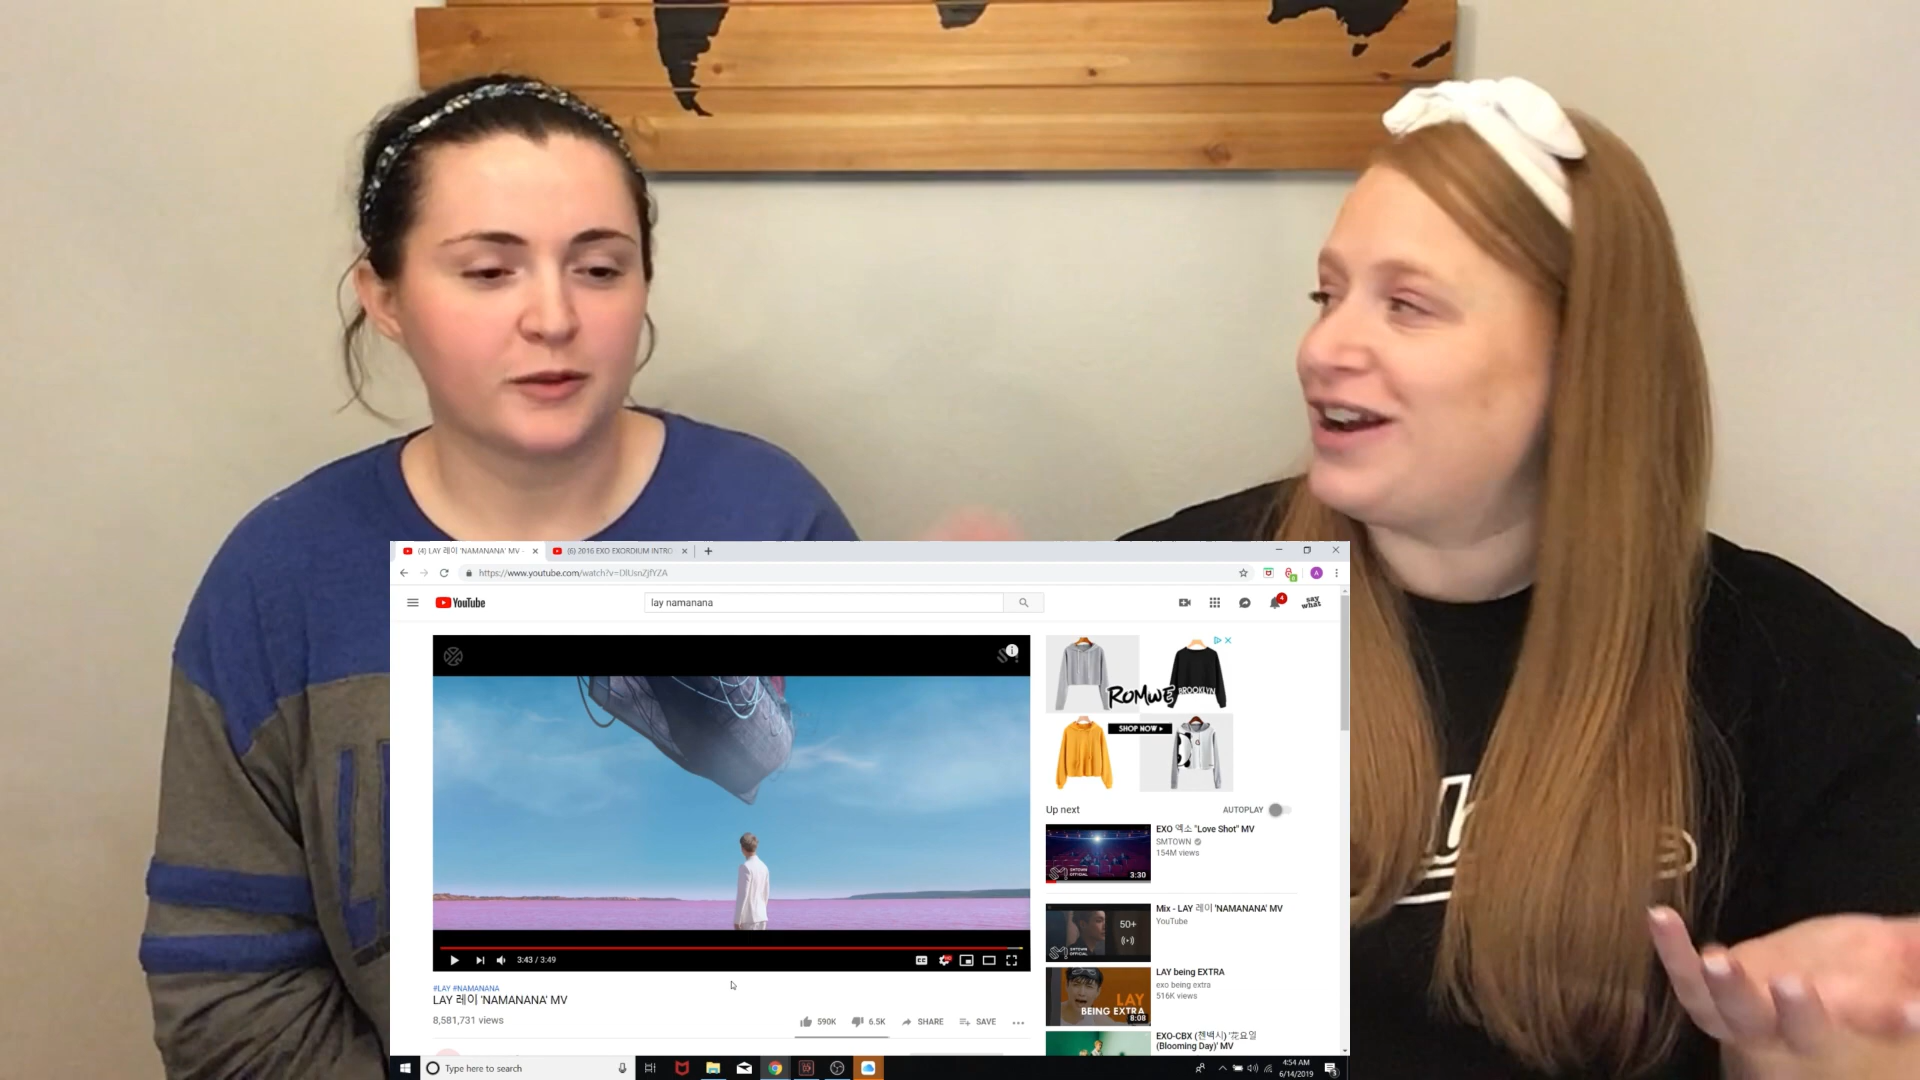 (4) LAY 레이 'NAMANANA' MV -
(6) 2016 EXO EXORDIUM INTRO
https://www.youtube.com/watch?v=DlUsnZjfYZA
YouTube
lay namanana
4
say what
ROMWE
BROOKLYN
SHOP NOW
Up next
AUTOPLAY
EXO 엑소 "Love Shot" MV
SMTOWN
154M views
3:30
Mix - LAY 레이 'NAMANANA' MV
YouTube
50+
LAY being EXTRA
exo being extra
516K views
LAY
BEING EXTRA
8:08
EXO-CBX (첸백시) '花요일
(Blooming Day)' MV
3:43 / 3:49
#LAY #NAMANANA
LAY 레이 'NAMANANA' MV
8,581,731 views
590K
6.5K
SHARE
SAVE
Type here to search
4:54 AM
6/14/2019